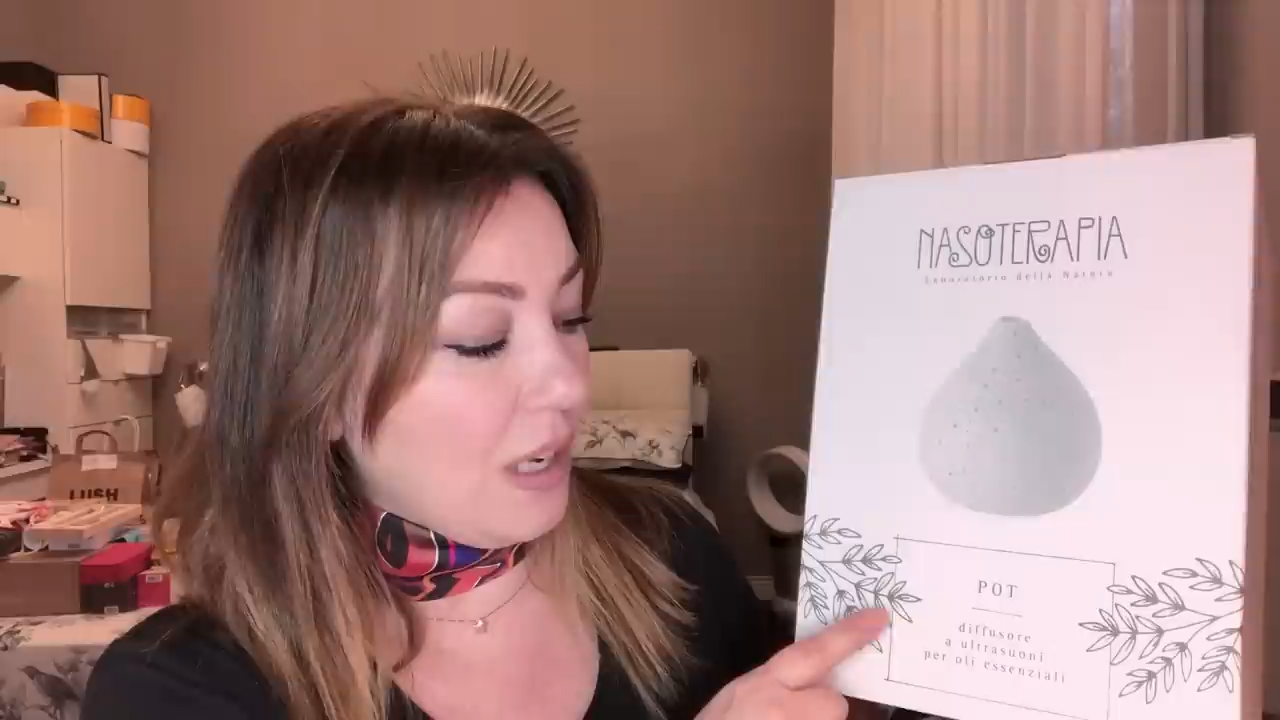 NASOTERAPIA
Laboratorio della Natura
POT
diffusore
a ultrasuoni
per oli essenziali
LUSH